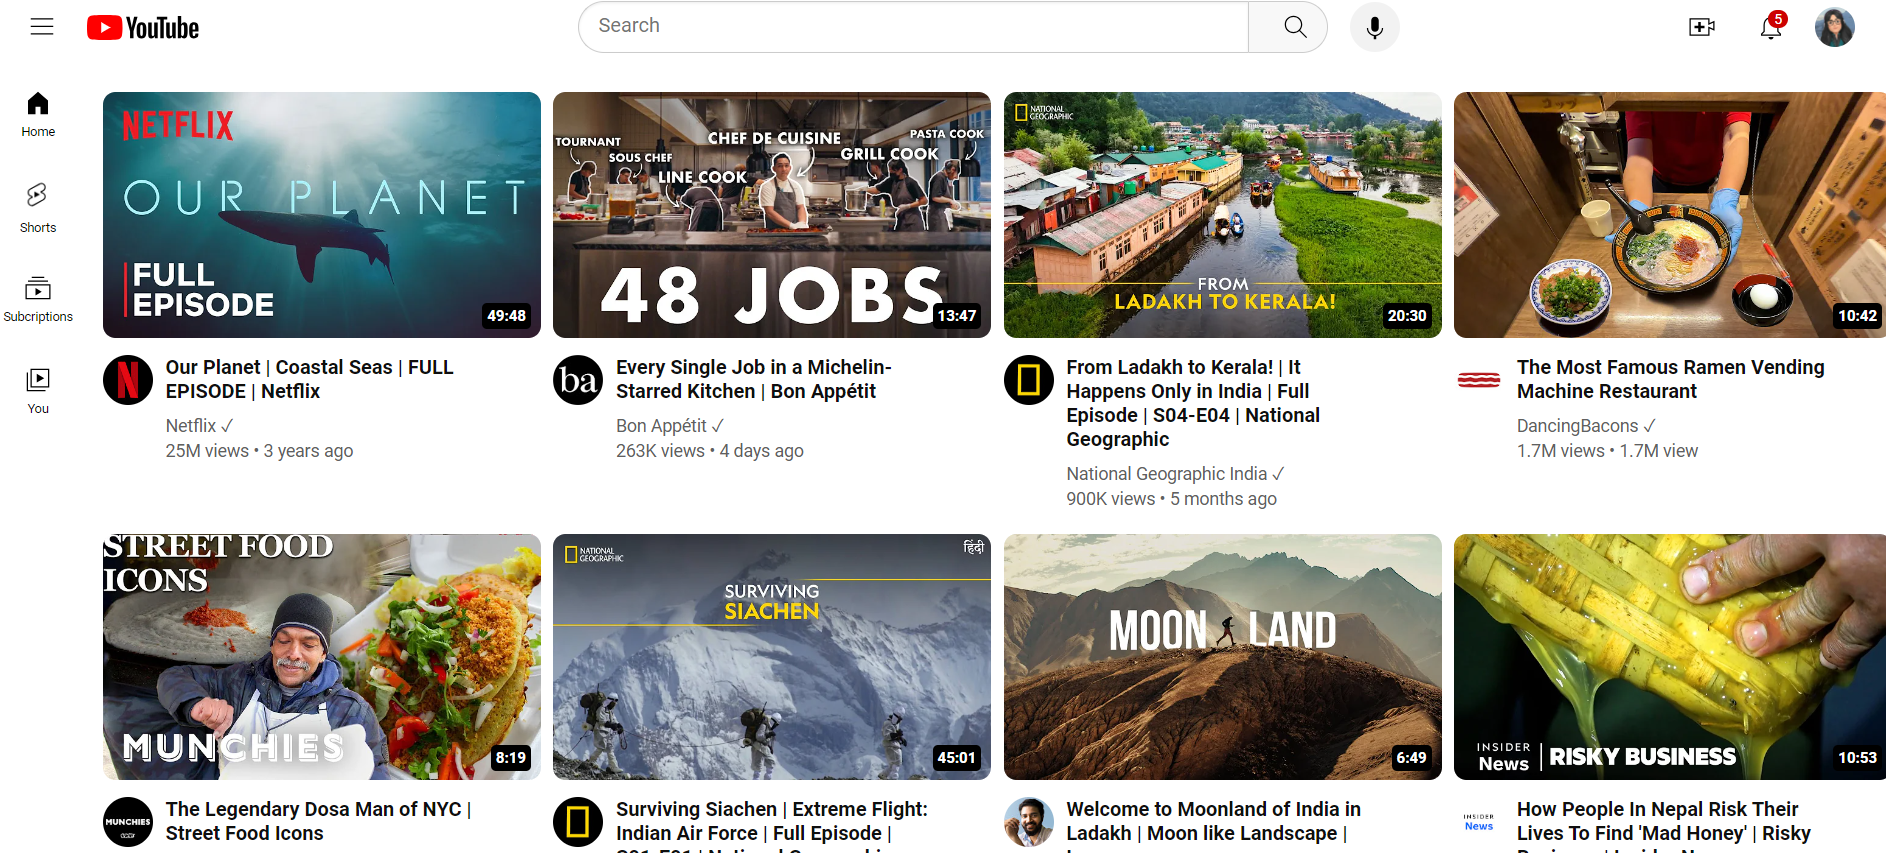 YouTube
Search
5
Home
Shorts
Subcriptions
You
NETFLIX
OUR PLANET
FULL
EPISODE
49:48
Our Planet | Coastal Seas | FULL
EPISODE | Netflix
Netflix ✓
25M views • 3 years ago
TOURNANT
SOUS CHEF
LINE COOK
CHEF DE CUISINE
GRILL COOK
PASTA COOK
48 JOBS
13:47
ba
Every Single Job in a Michelin-
Starred Kitchen | Bon Appétit
Bon Appétit ✓
263K views • 4 days ago
NATIONAL
GEOGRAPHIC
FROM
LADAKH TO KERALA!
20:30
From Ladakh to Kerala! | It
Happens Only in India | Full
Episode | S04-E04 | National
Geographic
National Geographic India ✓
900K views • 5 months ago
10:42
The Most Famous Ramen Vending
Machine Restaurant
DancingBacons ✓
1.7M views • 1.7M view
STREET FOOD
ICONS
MUNCHIES
8:19
MUNCHIES
The Legendary Dosa Man of NYC |
Street Food Icons
NATIONAL
GEOGRAPHIC
हिंदी
SURVIVING
SIACHEN
45:01
Surviving Siachen | Extreme Flight:
Indian Air Force | Full Episode |
S01-E01 | National Geographic
MOON LAND
6:49
Welcome to Moonland of India in
Ladakh | Moon like Landscape |
INSIDER
News
RISKY BUSINESS
10:53
INSIDER
News
How People In Nepal Risk Their
Lives To Find 'Mad Honey' | Risky
Business | Insider News